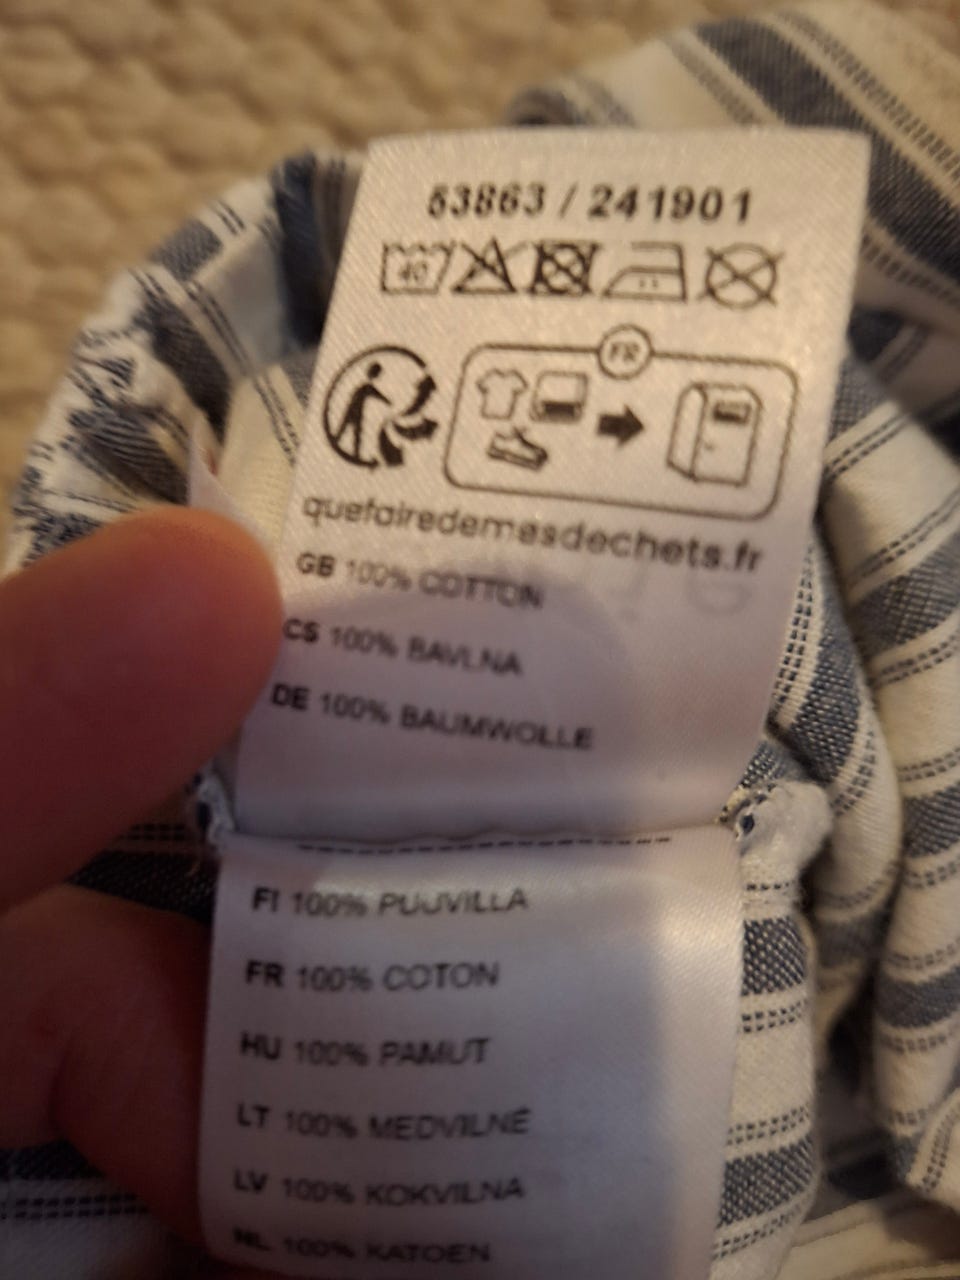 53863 / 241901
40
FR
quefairedemesdechets.fr
GB 100% COTTON
CS 100% BAVLNA
DE 100% BAUMWOLLE
FI 100% PUUVILLA
FR 100% COTON
HU 100% PAMUT
LT 100% MEDVILNĖ
LV 100% KOKVILNA
NL 100% KATOEN